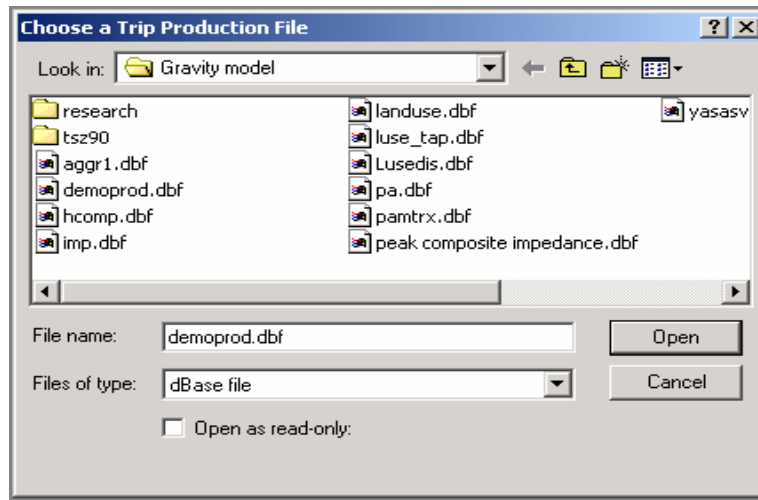 Choose a Trip Production File
Look in: Gravity model
research
tsz90
aggr1.dbf
demoprod.dbf
hcomp.dbf
imp.dbf
landuse.dbf
luse_tap.dbf
Lusedis.dbf
pa.dbf
pamtrx.dbf
peak composite impedance.dbf
yasasv
File name: demoprod.dbf Open
Files of type: dBase file Cancel
Open as read-only: